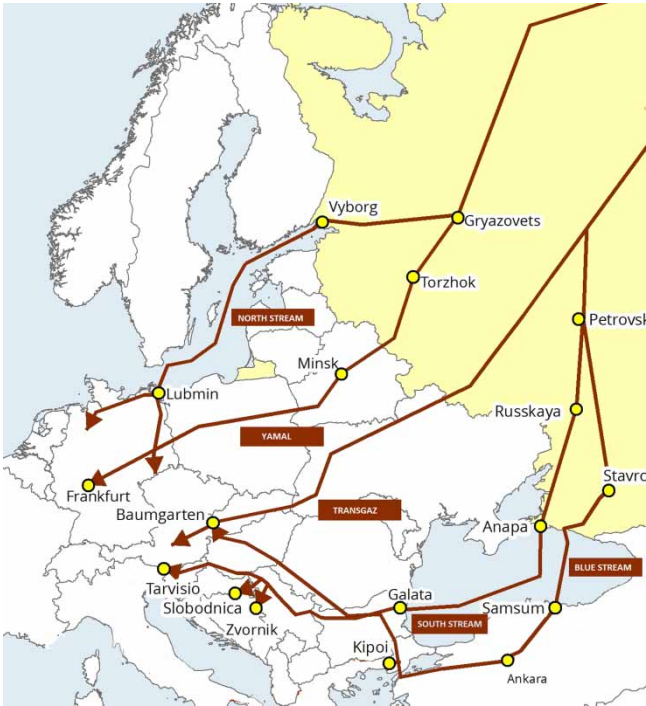 Vyborg
Gryazovets
Torzhok
NORTH STREAM
Petrovsk
Minsk
Lubmin
Russkaya
YAMAL
Stavro
Frankfurt
Baumgarten
TRANSGAZ
Anapa
BLUE STREAM
Tarvisio
Galata
Samsum
Slobodnica
SOUTH STREAM
Zvornik
Kipoi
Ankara